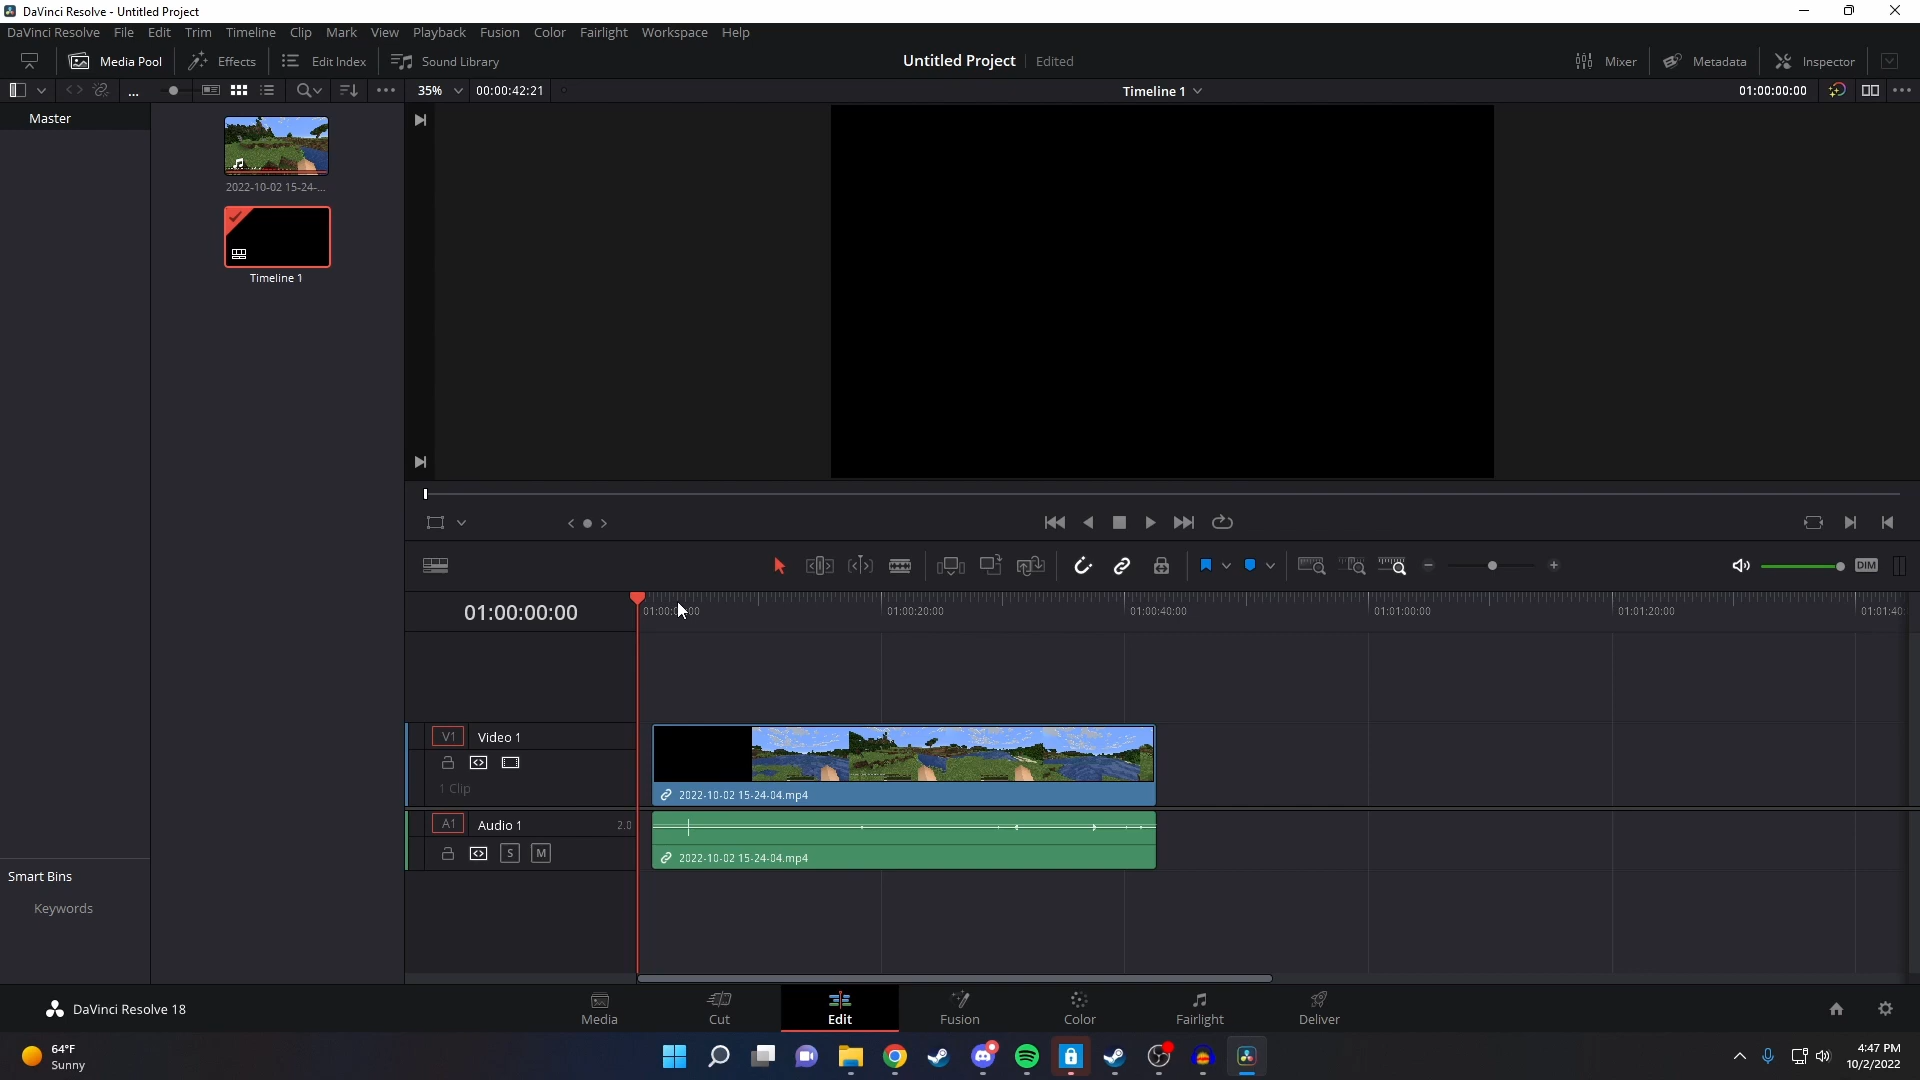 DaVinci Resolve - Untitled Project
DaVinci Resolve File Edit Trim Timeline Clip Mark View Playback Fusion Color Fairlight Workspace Help
Media Pool Effects Edit Index Sound Library Untitled Project Edited Mixer Metadata Inspector
... 35% 00:00:42:21 Timeline 1 01:00:00:00
Master
2022-10-02 15-24-...
Timeline 1
DIM
01:00:00:00
01:00:20:00 01:00:40:00 01:01:00:00 01:01:20:00 01:01:40:
V1 Video 1
1 Clip
2022-10-02 15-24-04.mp4
A1 Audio 1 2.0
S M
2022-10-02 15-24-04.mp4
Smart Bins
Keywords
DaVinci Resolve 18
Media Cut Edit Fusion Color Fairlight Deliver
64°F
Sunny
4:47 PM
10/2/2022